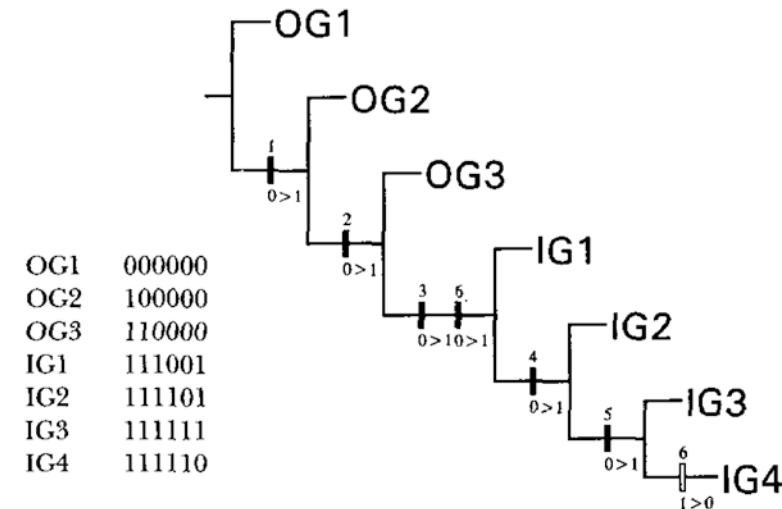 OG1
OG2
1
0>1
OG3
2
0>1
IG1
3 6
0>1 0>1
IG2
4
0>1
IG3
5
0>1
6
IG4
1>0
OG1 000000
OG2 100000
OG3 110000
IG1 111001
IG2 111101
IG3 111111
IG4 111110